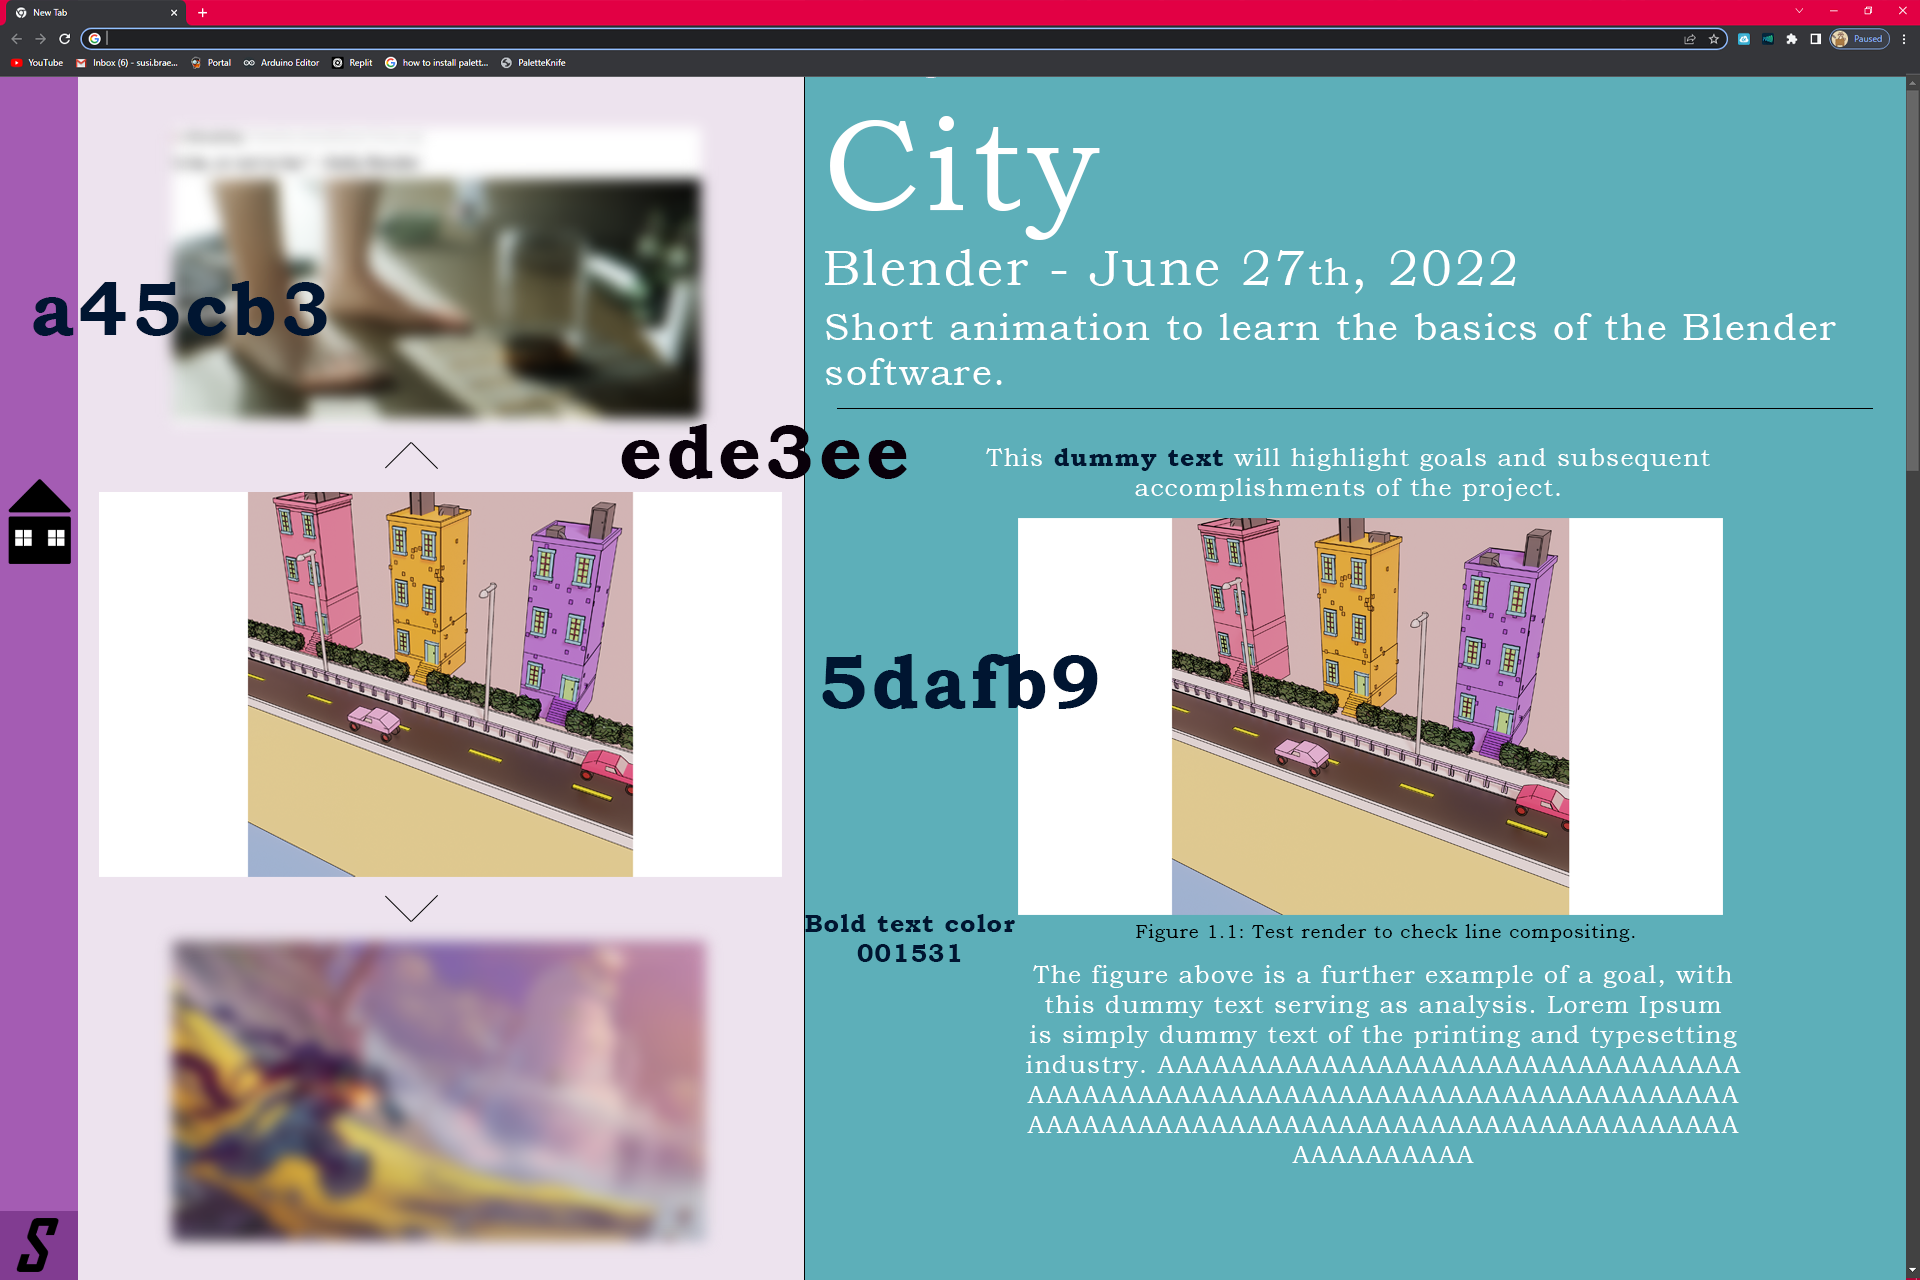 New Tab
Paused
YouTube
Inbox (6) - susi.brae...
Portal
Arduino Editor
Replit
how to install palett...
PaletteKnife
a45cb3
ede3ee
S
City
Blender - June 27th, 2022
Short animation to learn the basics of the Blender
software.
This dummy text will highlight goals and subsequent
accomplishments of the project.
5dafb9
Bold text color
001531
Figure 1.1: Test render to check line compositing.
The figure above is a further example of a goal, with
this dummy text serving as analysis. Lorem Ipsum
is simply dummy text of the printing and typesetting
industry. AAAAAAAAAAAAAAAAAAAAAAAAAAAAAAAA
AAAAAAAAAAAAAAAAAAAAAAAAAAAAAAAAAAAAAAA
AAAAAAAAAAAAAAAAAAAAAAAAAAAAAAAAAAAAAAA
AAAAAAAAAA